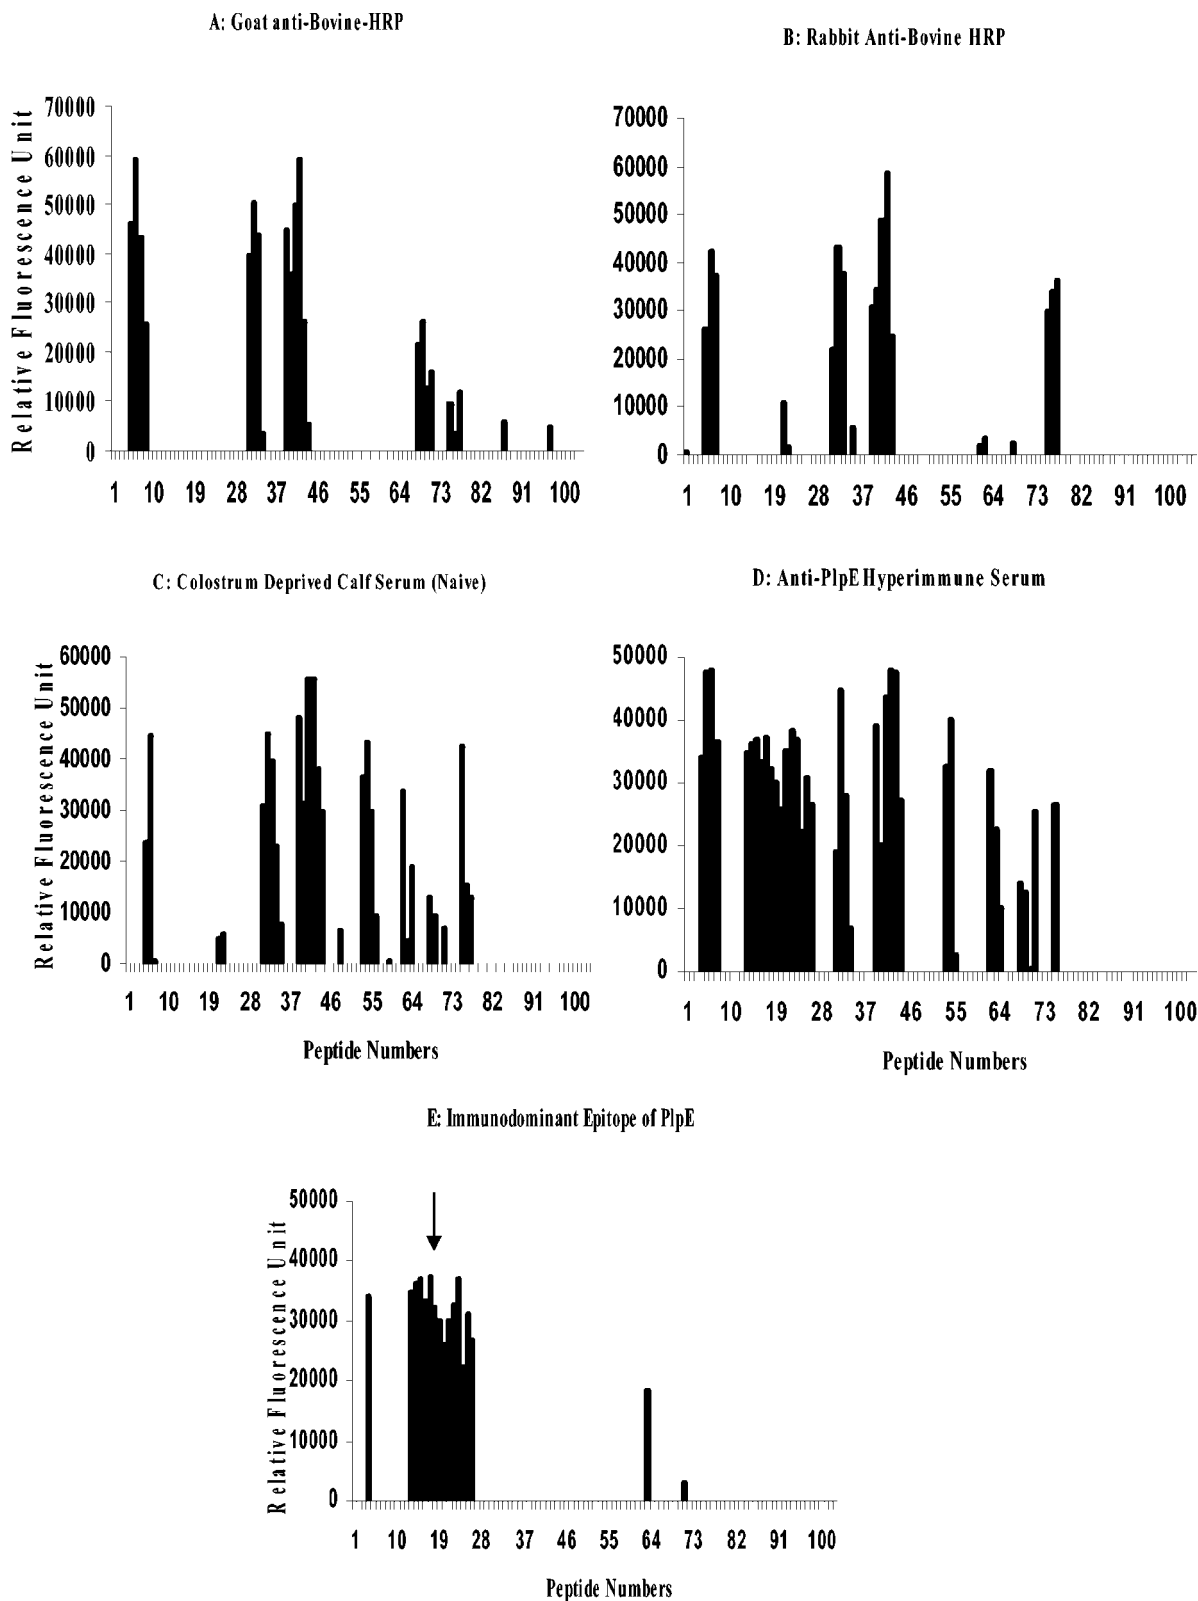 A: Goat anti-Bovine-HRP
B: Rabbit Anti-Bovine HRP
Relative Fluorescence Unit
70000
60000
50000
40000
30000
20000
10000
0
1 10 19 28 37 46 55 64 73 82 91 100
70000
60000
50000
40000
30000
20000
10000
0
1 10 19 28 37 46 55 64 73 82 91 100
C: Colostrum Deprived Calf Serum (Naive)
D: Anti-PlpE Hyperimmune Serum
Relative Fluorescence Unit
60000
50000
40000
30000
20000
10000
0
1 10 19 28 37 46 55 64 73 82 91 100
Peptide Numbers
50000
40000
30000
20000
10000
0
1 10 19 28 37 46 55 64 73 82 91 100
Peptide Numbers
E: Immunodominant Epitope of PlpE
Relative Fluorescence Unit
50000
40000
30000
20000
10000
0
1 10 19 28 37 46 55 64 73 82 91 100
Peptide Numbers